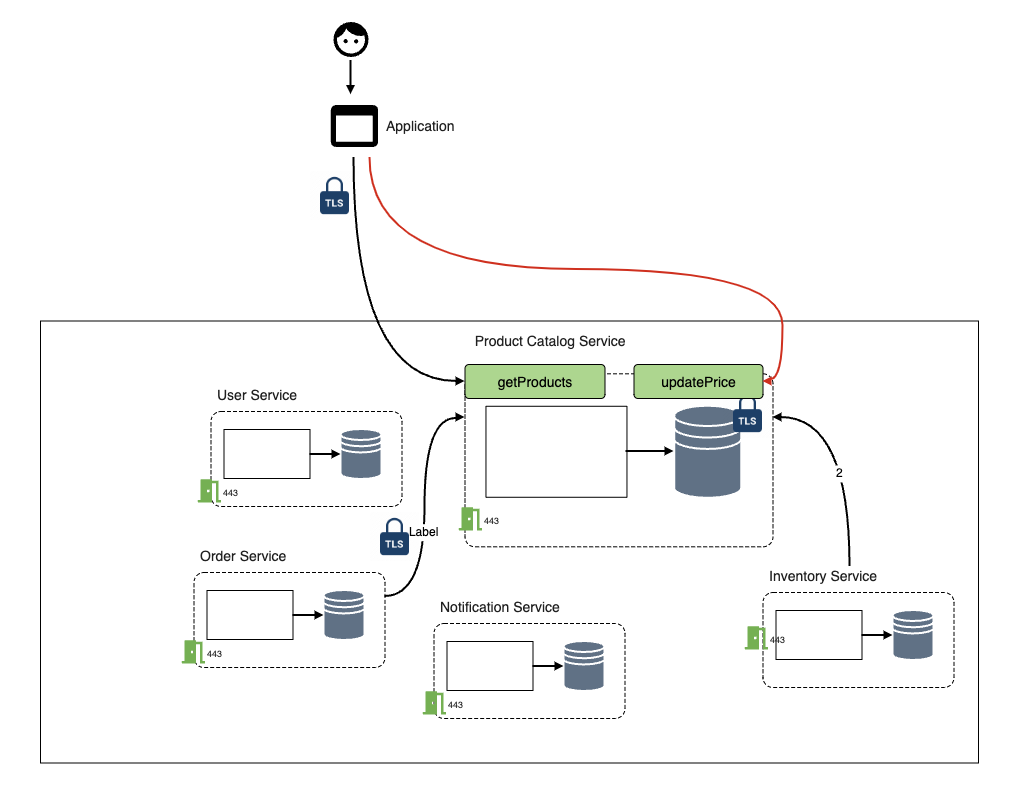 Application
TLS
Product Catalog Service
getProducts
updatePrice
User Service
TLS
2
443
443
TLS
Label
Order Service
Inventory Service
Notification Service
443
443
443